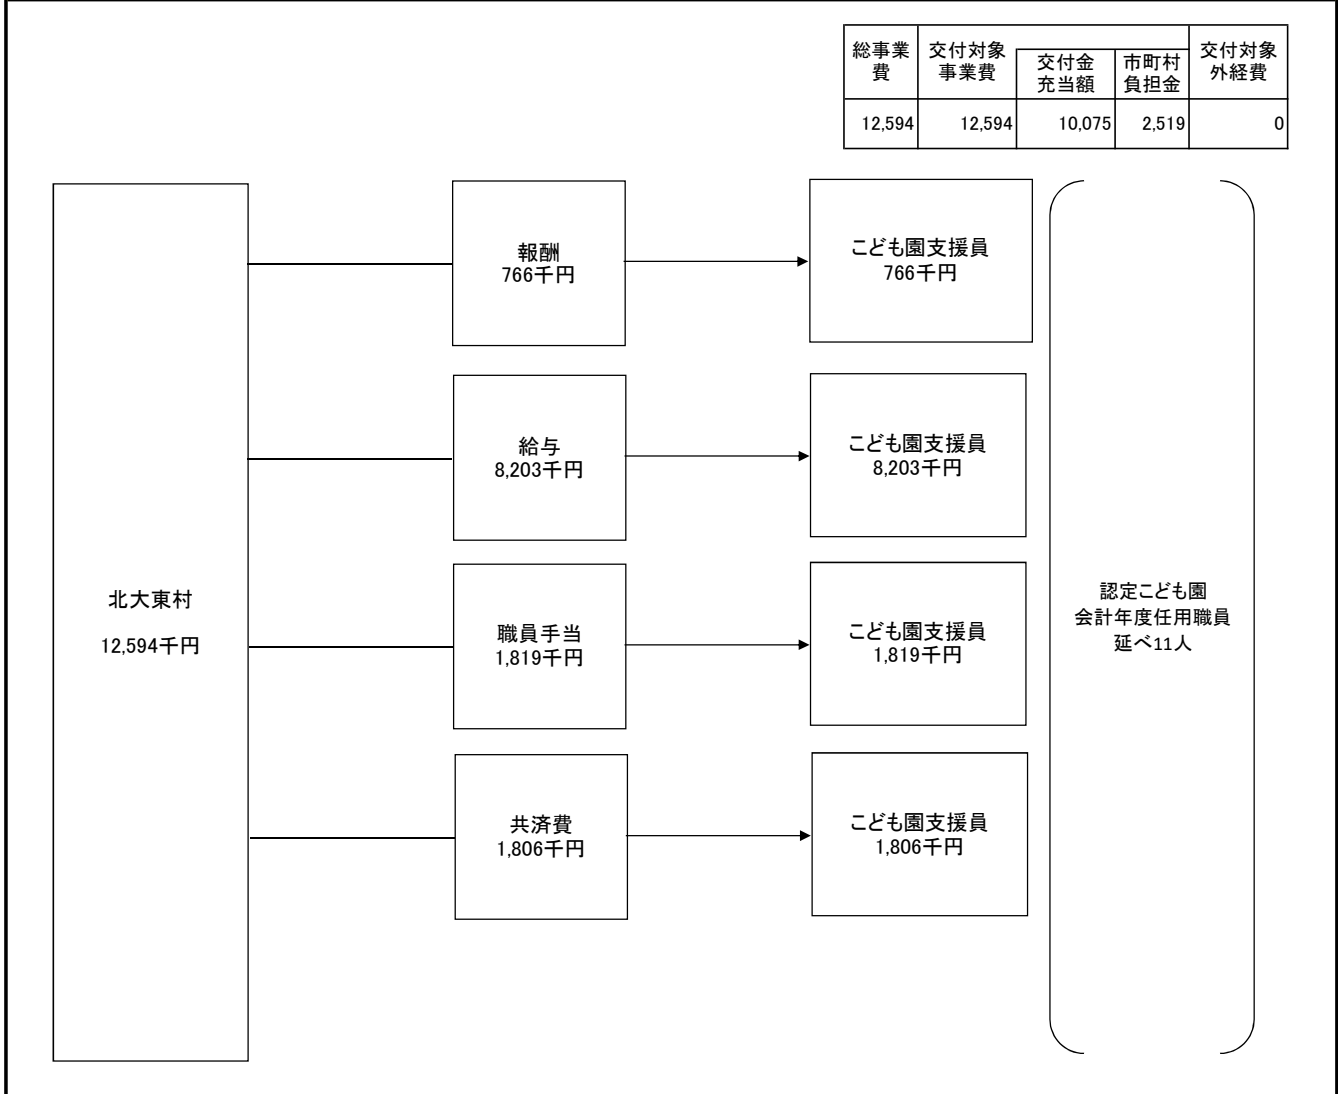 総事業
費
交付対象
事業費
交付金
充当額
市町村
負担金
交付対象
外経費
12,594
12,594
10,075
2,519
0
北大東村
12,594千円
報酬
766千円
こども園支援員
766千円
給与
8,203千円
こども園支援員
8,203千円
職員手当
1,819千円
こども園支援員
1,819千円
共済費
1,806千円
こども園支援員
1,806千円
認定こども園
会計年度任用職員
延べ11人